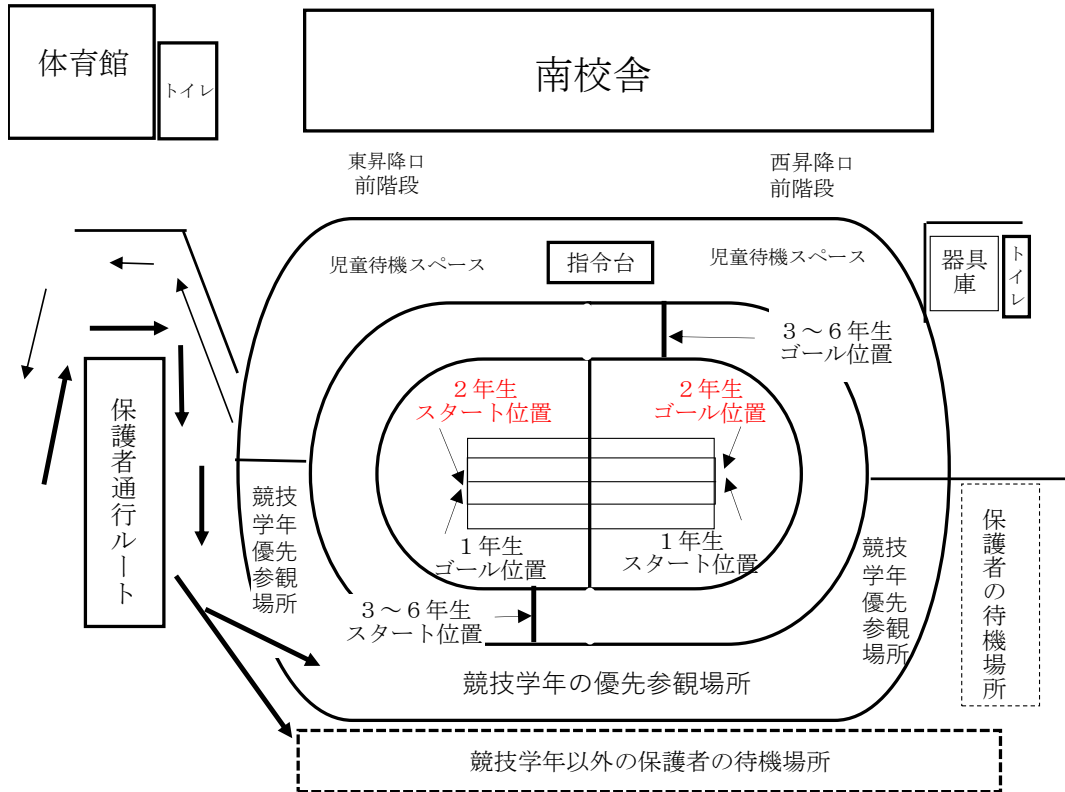 体育館
トイレ
南校舎
東昇降口
前階段
西昇降口
前階段
児童待機スペース
指令台
児童待機スペース
器具
庫
トイレ
３～６年生
ゴール位置
２年生
スタート位置
２年生
ゴール位置
保護者通行ルート
競技
学年
優先
参観
場所
１年生
ゴール位置
１年生
スタート位置
競技
学年
優先
参観
場所
保護者の待機場所
３～６年生
スタート位置
競技学年の優先参観場所
競技学年以外の保護者の待機場所